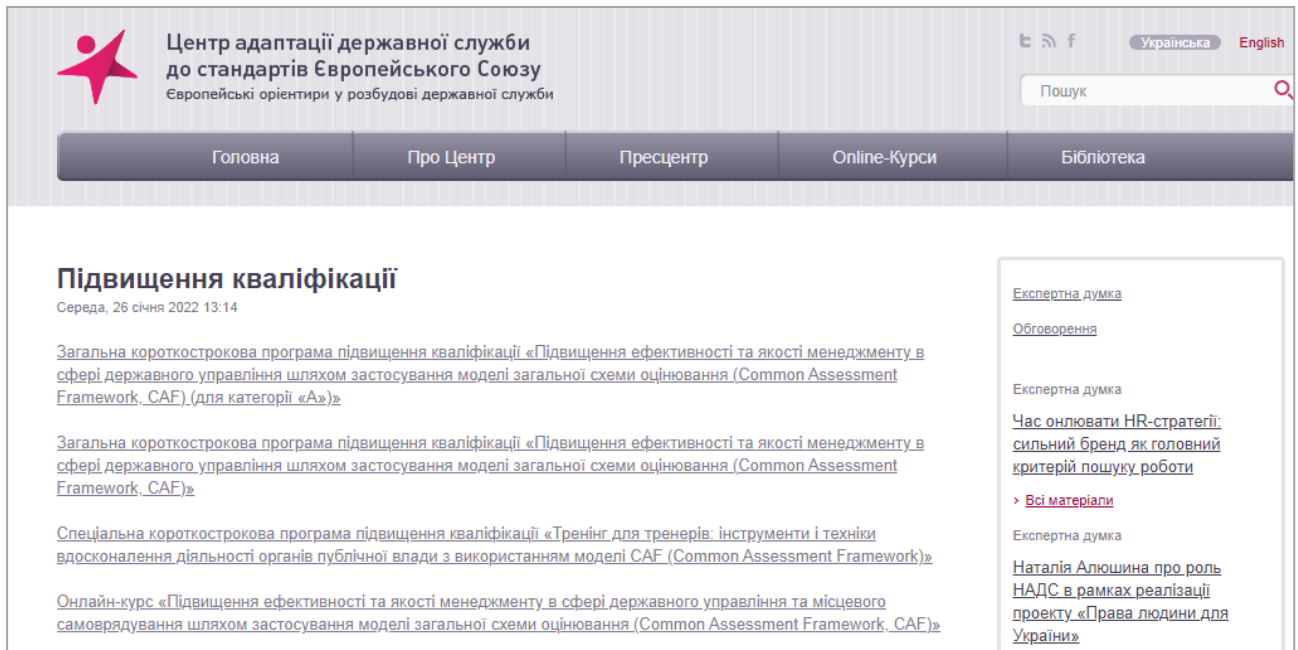 Центр адаптації державної служби
до стандартів Європейського Союзу
Європейські орієнтири у розбудові державної служби
Українська English
Пошук
Головна Про Центр Пресцентр Online-Курси Бібліотека
Підвищення кваліфікації
Середа, 26 січня 2022 13:14
Загальна короткострокова програма підвищення кваліфікації «Підвищення ефективності та якості менеджменту в
сфері державного управління шляхом застосування моделі загальної схеми оцінювання (Common Assessment
Framework, CAF) (для категорії «А»)»
Загальна короткострокова програма підвищення кваліфікації «Підвищення ефективності та якості менеджменту в
сфері державного управління шляхом застосування моделі загальної схеми оцінювання (Common Assessment
Framework, CAF)»
Спеціальна короткострокова програма підвищення кваліфікації «Тренінг для тренерів: інструменти і техніки
вдосконалення діяльності органів публічної влади з використанням моделі CAF (Common Assessment Framework)»
Онлайн-курс «Підвищення ефективності та якості менеджменту в сфері державного управління та місцевого
самоврядування шляхом застосування моделі загальної схеми оцінювання (Common Assessment Framework, CAF)»
Експертна думка
Обговорення
Експертна думка
Час онлювати HR-стратегії:
сильний бренд як головний
критерій пошуку роботи
> Всі матеріали
Експертна думка
Наталія Алюшина про роль
НАДС в рамках реалізації
проекту «Права людини для
України»